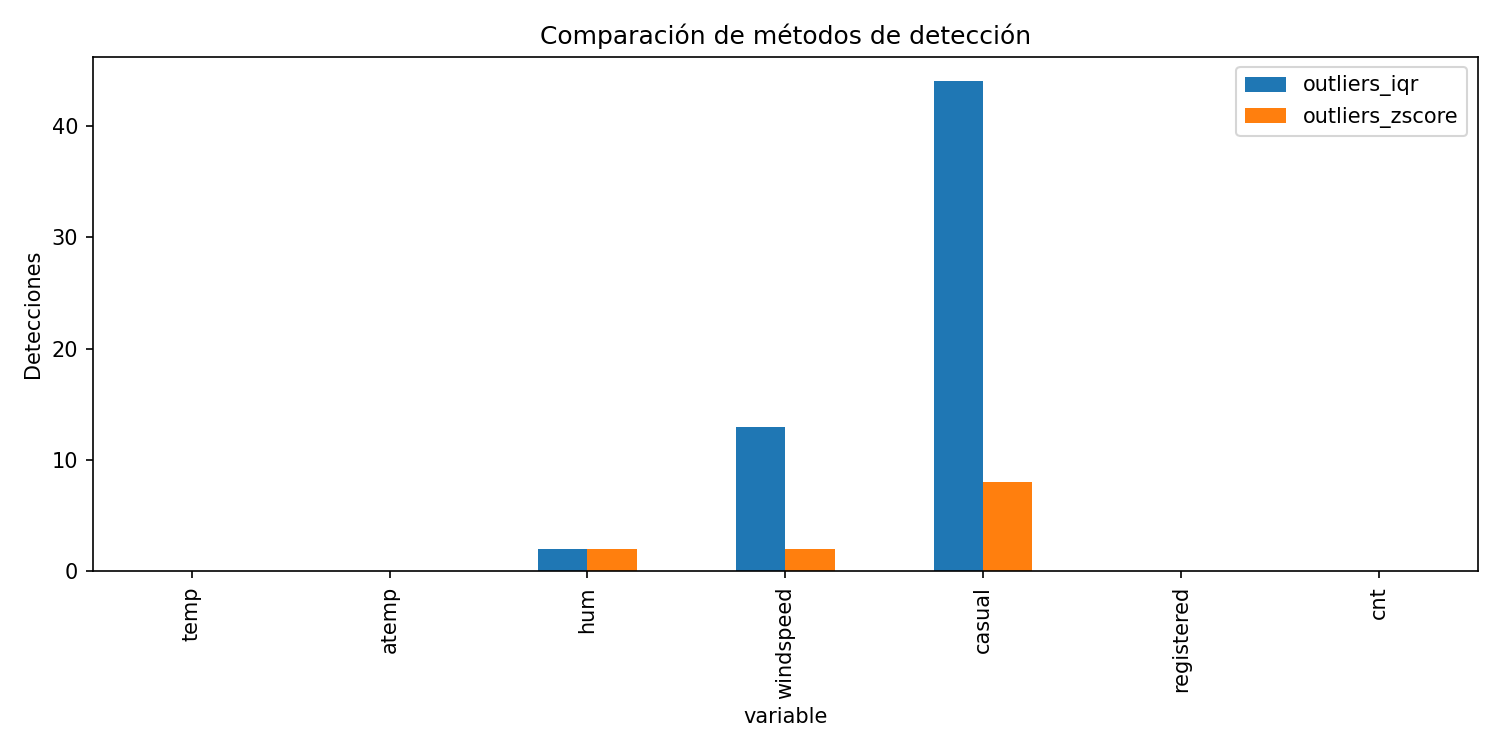 Comparación de métodos de detección
outliers_iqr
outliers_zscore
Detecciones
40
30
20
10
0
temp
atemp
hum
windspeed
casual
registered
cnt
variable